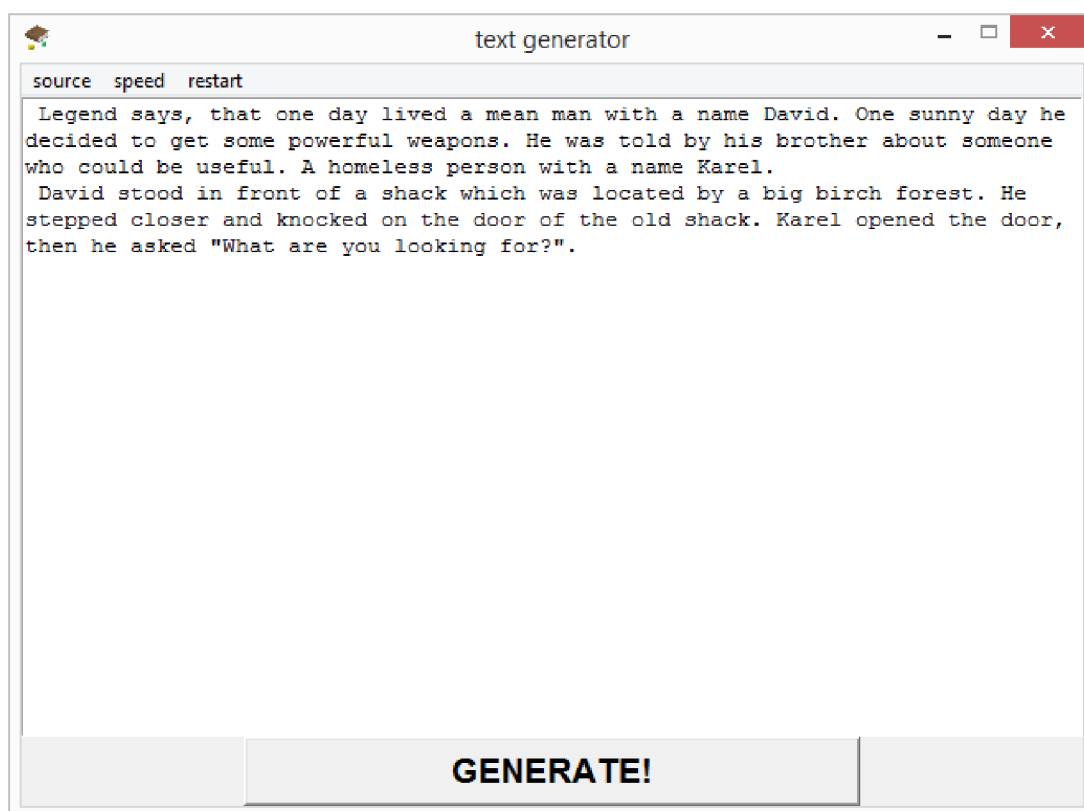 text generator
source speed restart
Legend says, that one day lived a mean man with a name David. One sunny day he
decided to get some powerful weapons. He was told by his brother about someone
who could be useful. A homeless person with a name Karel.
David stood in front of a shack which was located by a big birch forest. He
stepped closer and knocked on the door of the old shack. Karel opened the door,
then he asked "What are you looking for?".
GENERATE!